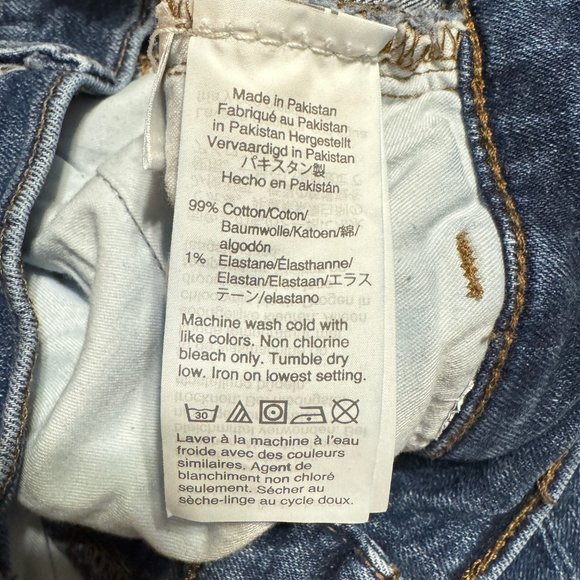 Made in Pakistan
Fabriqué au Pakistan
in Pakistan Hergestellt
Vervaardigd in Pakistan
パキスタン製
Hecho en Pakistán
99% Cotton/Coton/
Baumwolle/Katoen/綿/
algodón
1% Elastane/Élasthanne/
Elastan/Elastaan/エラス
テーン/elastano
Machine wash cold with
like colors. Non chlorine
bleach only. Tumble dry
low. Iron on lowest setting.
30
Laver à la machine à l'eau
froide avec des couleurs
similaires. Agent de
blanchiment non chloré
seulement. Sécher au
sèche-linge au cycle doux.